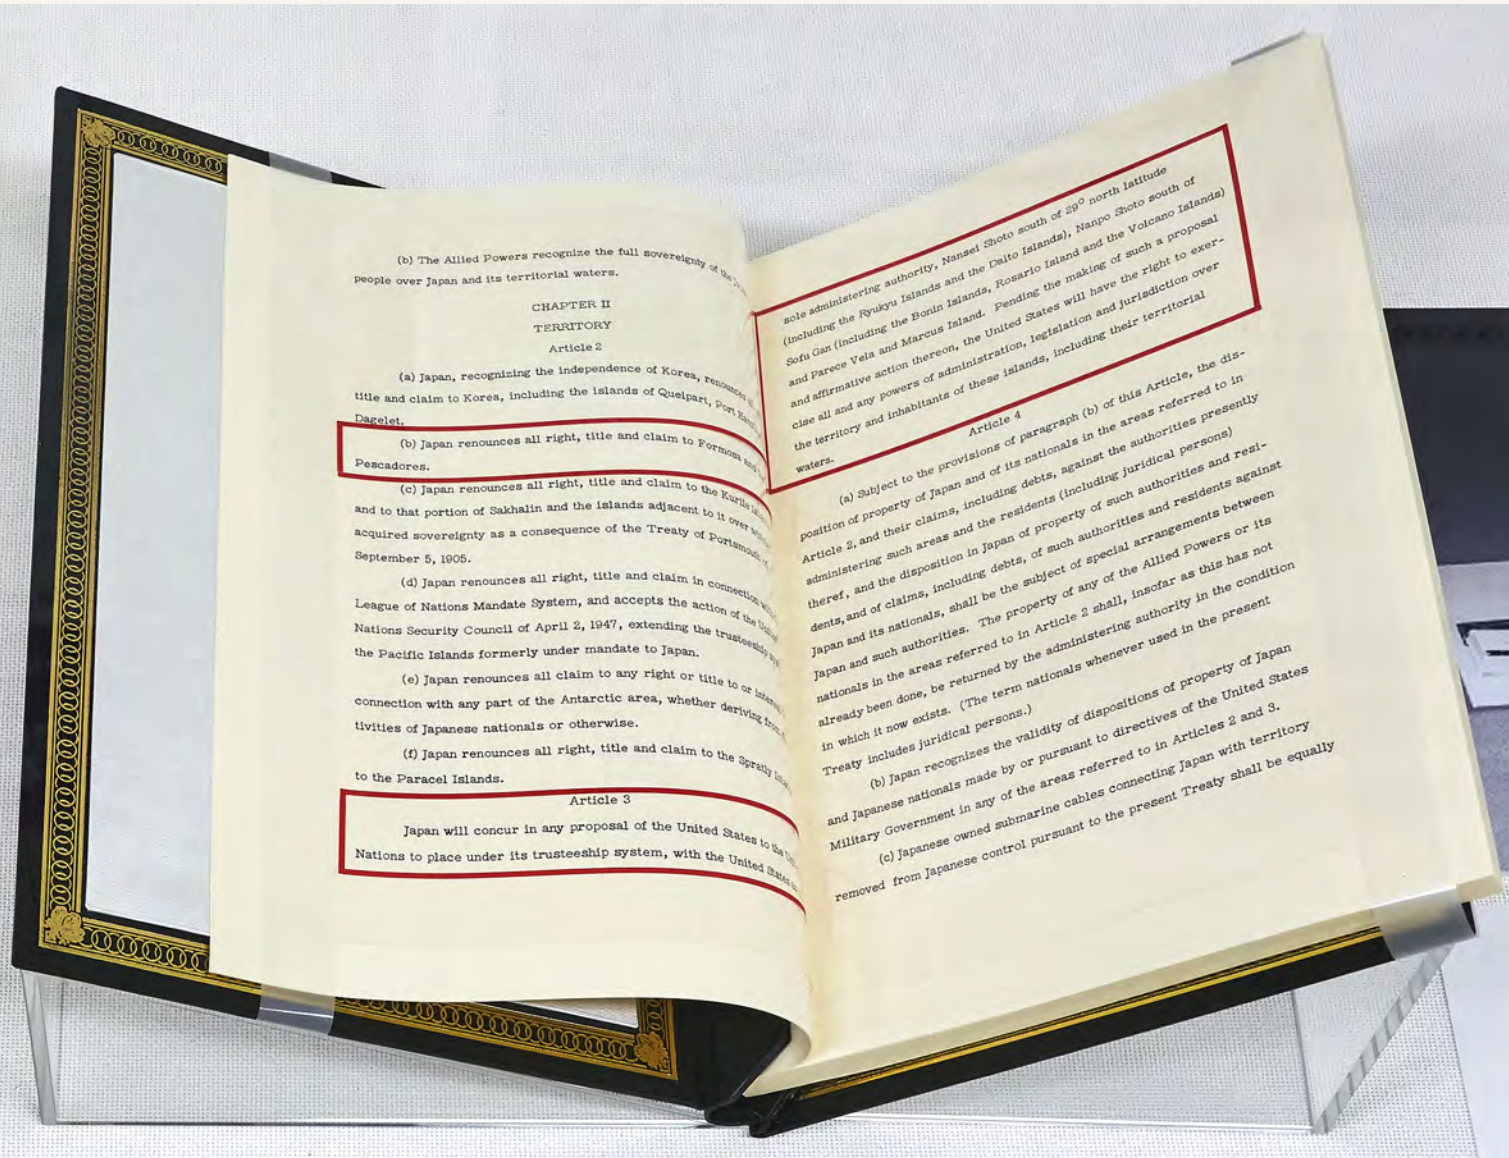 (b) The Allied Powers recognize the full sovereignty of the
people over Japan and its territorial waters.
CHAPTER II
TERRITORY
Article 2
(a) Japan, recognizing the independence of Korea, renounces
title and claim to Korea, including the islands of Quelpart, Port
Dagelet.
(b) Japan renounces all right, title and claim to Formosa and
Pescadores.
(c) Japan renounces all right, title and claim to the Kurile
and to that portion of Sakhalin and the islands adjacent to it over
acquired sovereignty as a consequence of the Treaty of Portsmouth of
September 5, 1905.
(d) Japan renounces all right, title and claim in connection
League of Nations Mandate System, and accepts the action of the
Nations Security Council of April 2, 1947, extending the trusteeship
the Pacific Islands formerly under mandate to Japan.
(e) Japan renounces all claim to any right or title to or
connection with any part of the Antarctic area, whether deriving from
tivities of Japanese nationals or otherwise.
(f) Japan renounces all right, title and claim to the Spratly
to the Paracel Islands.
Article 3
Japan will concur in any proposal of the United States to the
Nations to place under its trusteeship system, with the United States
sole administering authority, Nansei Shoto south of 29° north latitude
(including the Ryukyu Islands and the Daito Islands), Nanpo Shoto south of
Sofu Gan (including the Bonin Islands, Rosario Island and the Volcano Islands)
and Parece Vela and Marcus Island. Pending the making of such a proposal
and affirmative action thereon, the United States will have the right to exer-
cise all and any powers of administration, legislation and jurisdiction over
the territory and inhabitants of these islands, including their territorial
waters.
Article 4
(a) Subject to the provisions of paragraph (b) of this Article, the dis-
position of property of Japan and of its nationals in the areas referred to in
Article 2, and their claims, including debts, against the authorities presently
administering such areas and the residents (including juridical persons)
theref, and the disposition in Japan of property of such authorities and resi-
dents, and of claims, including debts, of such authorities and residents against
Japan and its nationals, shall be the subject of special arrangements between
Japan and such authorities. The property of any of the Allied Powers or its
nationals in the areas referred to in Article 2 shall, insofar as this has not
already been done, be returned by the administering authority in the condition
in which it now exists. (The term nationals whenever used in the present
Treaty includes juridical persons.)
(b) Japan recognizes the validity of dispositions of property of Japan
and Japanese nationals made by or pursuant to directives of the United States
Military Government in any of the areas referred to in Articles 2 and 3.
(c) Japanese owned submarine cables connecting Japan with territory
removed from Japanese control pursuant to the present Treaty shall be equally